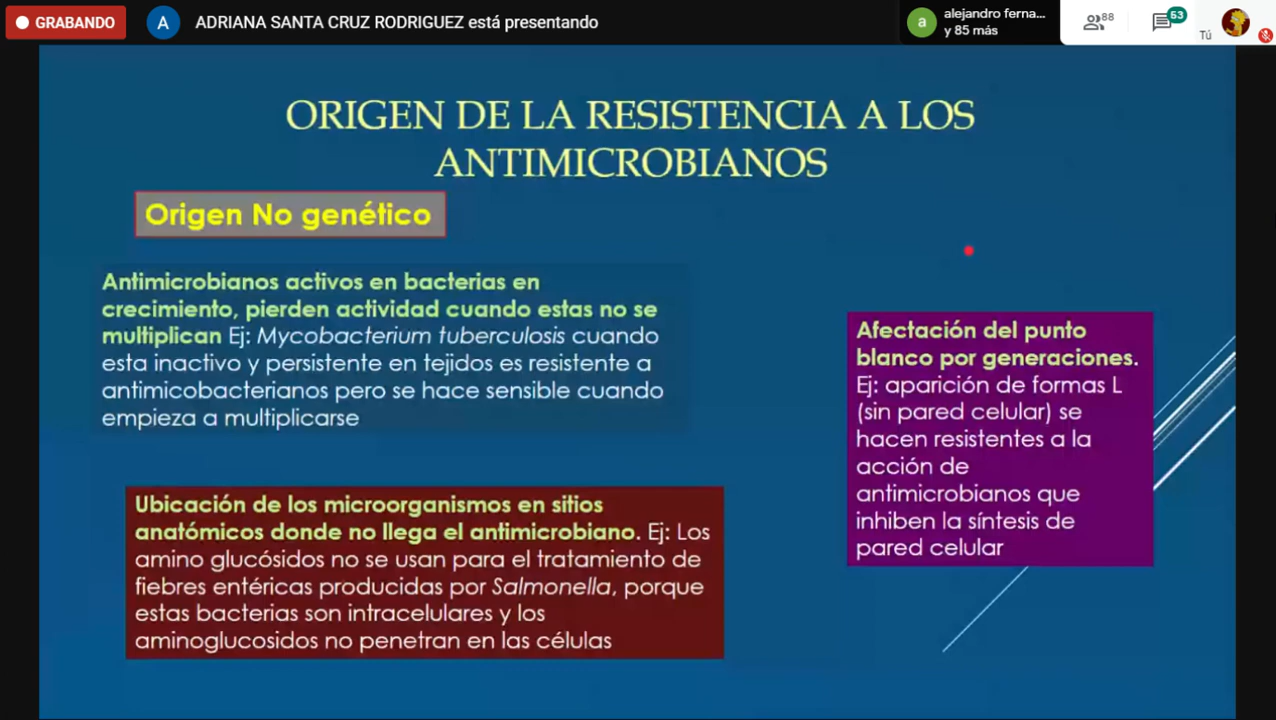 GRABANDO
A
ADRIANA SANTA CRUZ RODRIGUEZ está presentando
a
alejandro ferna...
y 85 más
88
53
Tú
ORIGEN DE LA RESISTENCIA A LOS
ANTIMICROBIANOS
Origen No genético
Antimicrobianos activos en bacterias en
crecimiento, pierden actividad cuando estas no se
multiplican Ej: Mycobacterium tuberculosis cuando
esta inactivo y persistente en tejidos es resistente a
antimicobacterianos pero se hace sensible cuando
empieza a multiplicarse
Ubicación de los microorganismos en sitios
anatómicos donde no llega el antimicrobiano. Ej: Los
amino glucósidos no se usan para el tratamiento de
fiebres entéricas producidas por Salmonella, porque
estas bacterias son intracelulares y los
aminoglucosidos no penetran en las células
Afectación del punto
blanco por generaciones.
Ej: aparición de formas L
(sin pared celular) se
hacen resistentes a la
acción de
antimicrobianos que
inhiben la síntesis de
pared celular